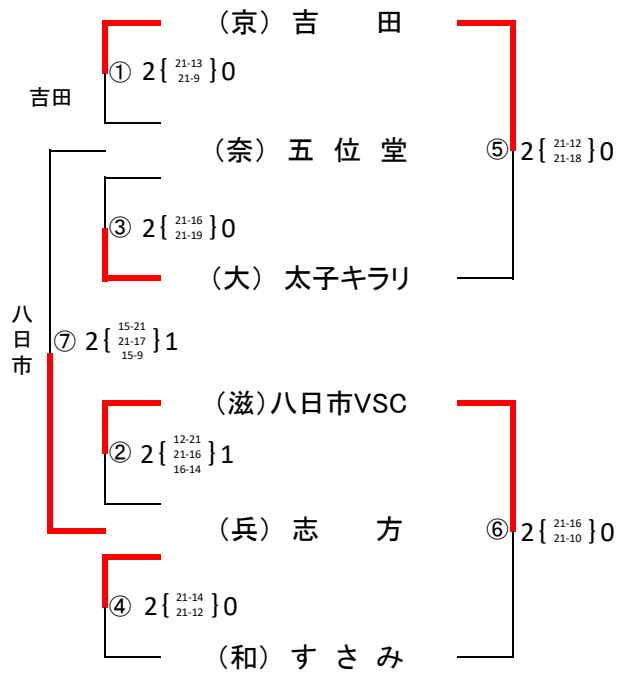 （京） 吉 田
① 2 { 21-13 21-9 } 0
吉田
（奈） 五 位 堂
⑤ 2 { 21-12 21-18 } 0
③ 2 { 21-16 21-19 } 0
（大） 太子キラリ
八日市
⑦ 2 { 15-21 21-17 15-9 } 1
（滋）八日市VSC
② 2 { 12-21 21-16 16-14 } 1
（兵） 志 方
⑥ 2 { 21-16 21-10 } 0
④ 2 { 21-14 21-12 } 0
（和） す さ み